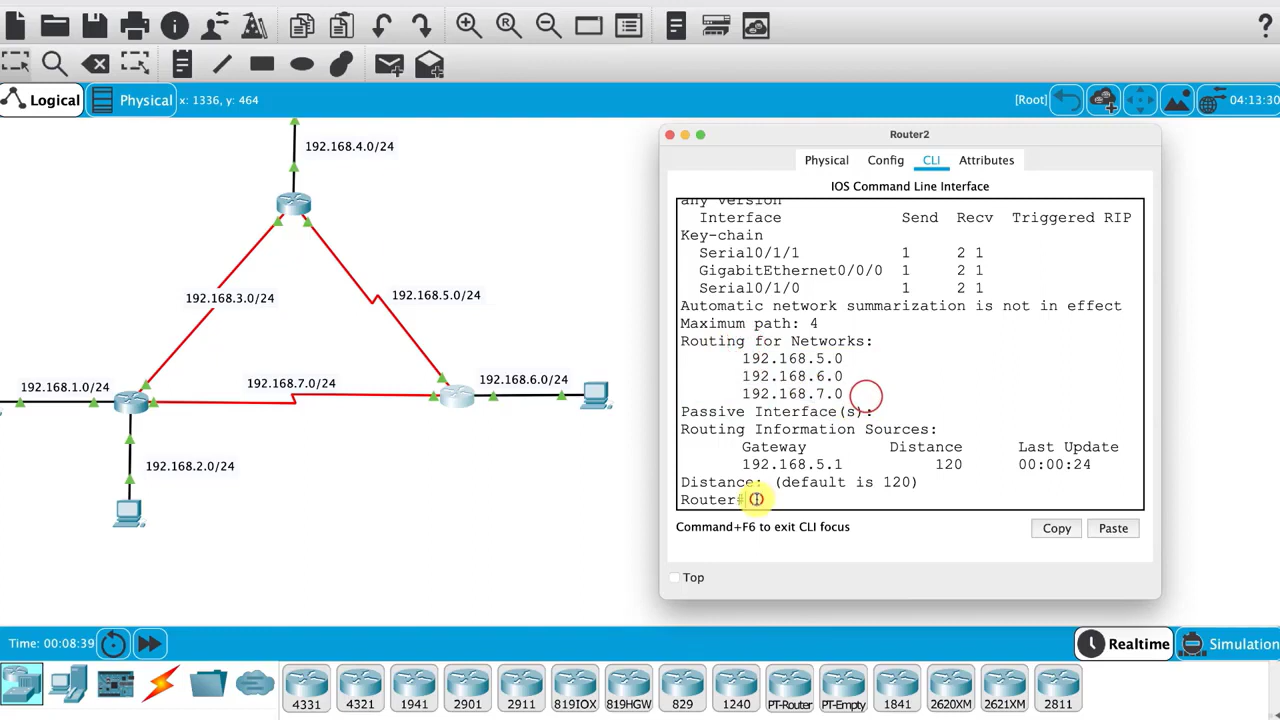 Logical
Physical
x: 1336, y: 464
[Root]
04:13:30
192.168.4.0/24
192.168.3.0/24
192.168.5.0/24
192.168.1.0/24
192.168.7.0/24
192.168.6.0/24
192.168.2.0/24
Router2
Physical
Config
CLI
Attributes
IOS Command Line Interface
any version
Interface Send Recv Triggered RIP
Key-chain
Serial0/1/1 1 2 1
GigabitEthernet0/0/0 1 2 1
Serial0/1/0 1 2 1
Automatic network summarization is not in effect
Maximum path: 4
Routing for Networks:
192.168.5.0
192.168.6.0
192.168.7.0
Passive Interface(s):
Routing Information Sources:
Gateway Distance Last Update
192.168.5.1 120 00:00:24
Distance: (default is 120)
Router#
Command+F6 to exit CLI focus
Copy
Paste
Top
Time: 00:08:39
Realtime
Simulation
4331
4321
1941
2901
2911
819IOX
819HGW
829
1240
PT-Router
PT-Empty
1841
2620XM
2621XM
2811